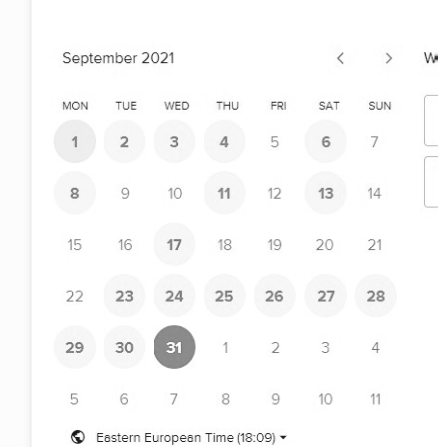 September 2021
W
MON TUE WED THU FRI SAT SUN
1 2 3 4 5 6 7
8 9 10 11 12 13 14
15 16 17 18 19 20 21
22 23 24 25 26 27 28
29 30 31 1 2 3 4
5 6 7 8 9 10 11
Eastern European Time (18:09)